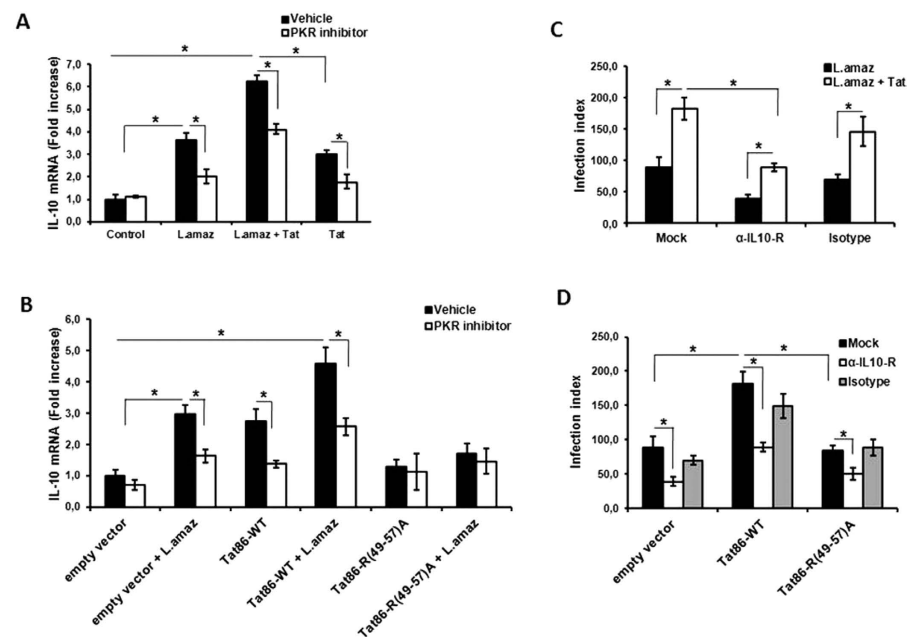 A
Vehicle
PKR inhibitor
IL-10 mRNA (Fold increase)
7,0
6,0
5,0
4,0
3,0
2,0
1,0
0,0
*
*
*
*
*
*
Control
L.amaz
L.amaz + Tat
Tat
B
Vehicle
PKR inhibitor
IL-10 mRNA (Fold increase)
6,0
5,0
4,0
3,0
2,0
1,0
0,0
*
*
*
*
*
empty vector
empty vector + L.amaz
Tat86-WT
Tat86-WT + L.amaz
Tat86-R(49-57)A
Tat86-R(49-57)A + L.amaz
C
L.amaz
L.amaz + Tat
Infection index
250,0
200,0
150,0
100,0
50,0
0,0
*
*
*
*
Mock
α-IL10-R
Isotype
D
Mock
α-IL10-R
Isotype
Infection index
250,0
200,0
150,0
100,0
50,0
0,0
*
*
*
*
*
empty vector
Tat86-WT
Tat86-R(49-57)A